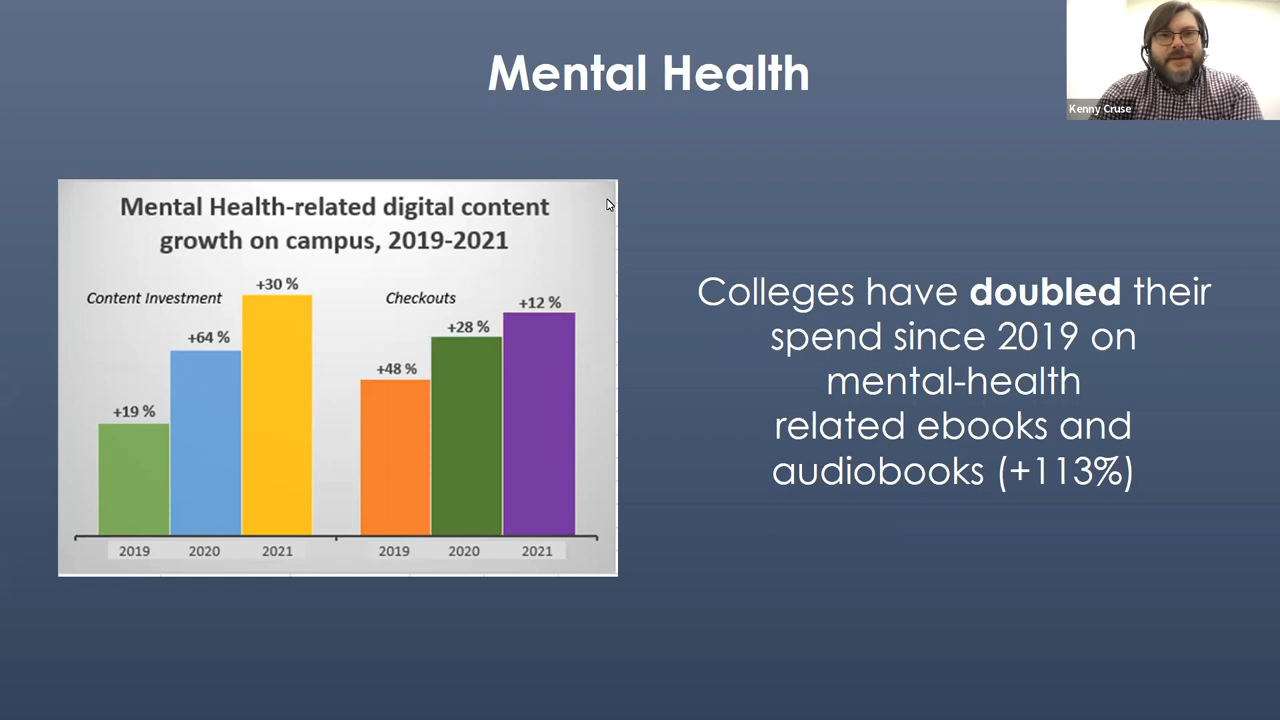 Mental Health
Kenny Cruse
Mental Health-related digital content
growth on campus, 2019-2021
Content Investment
+19 %
+64 %
+30 %
2019
2020
2021
Checkouts
+48 %
+28 %
+12 %
2019
2020
2021
Colleges have doubled their
spend since 2019 on
mental-health
related ebooks and
audiobooks (+113%)